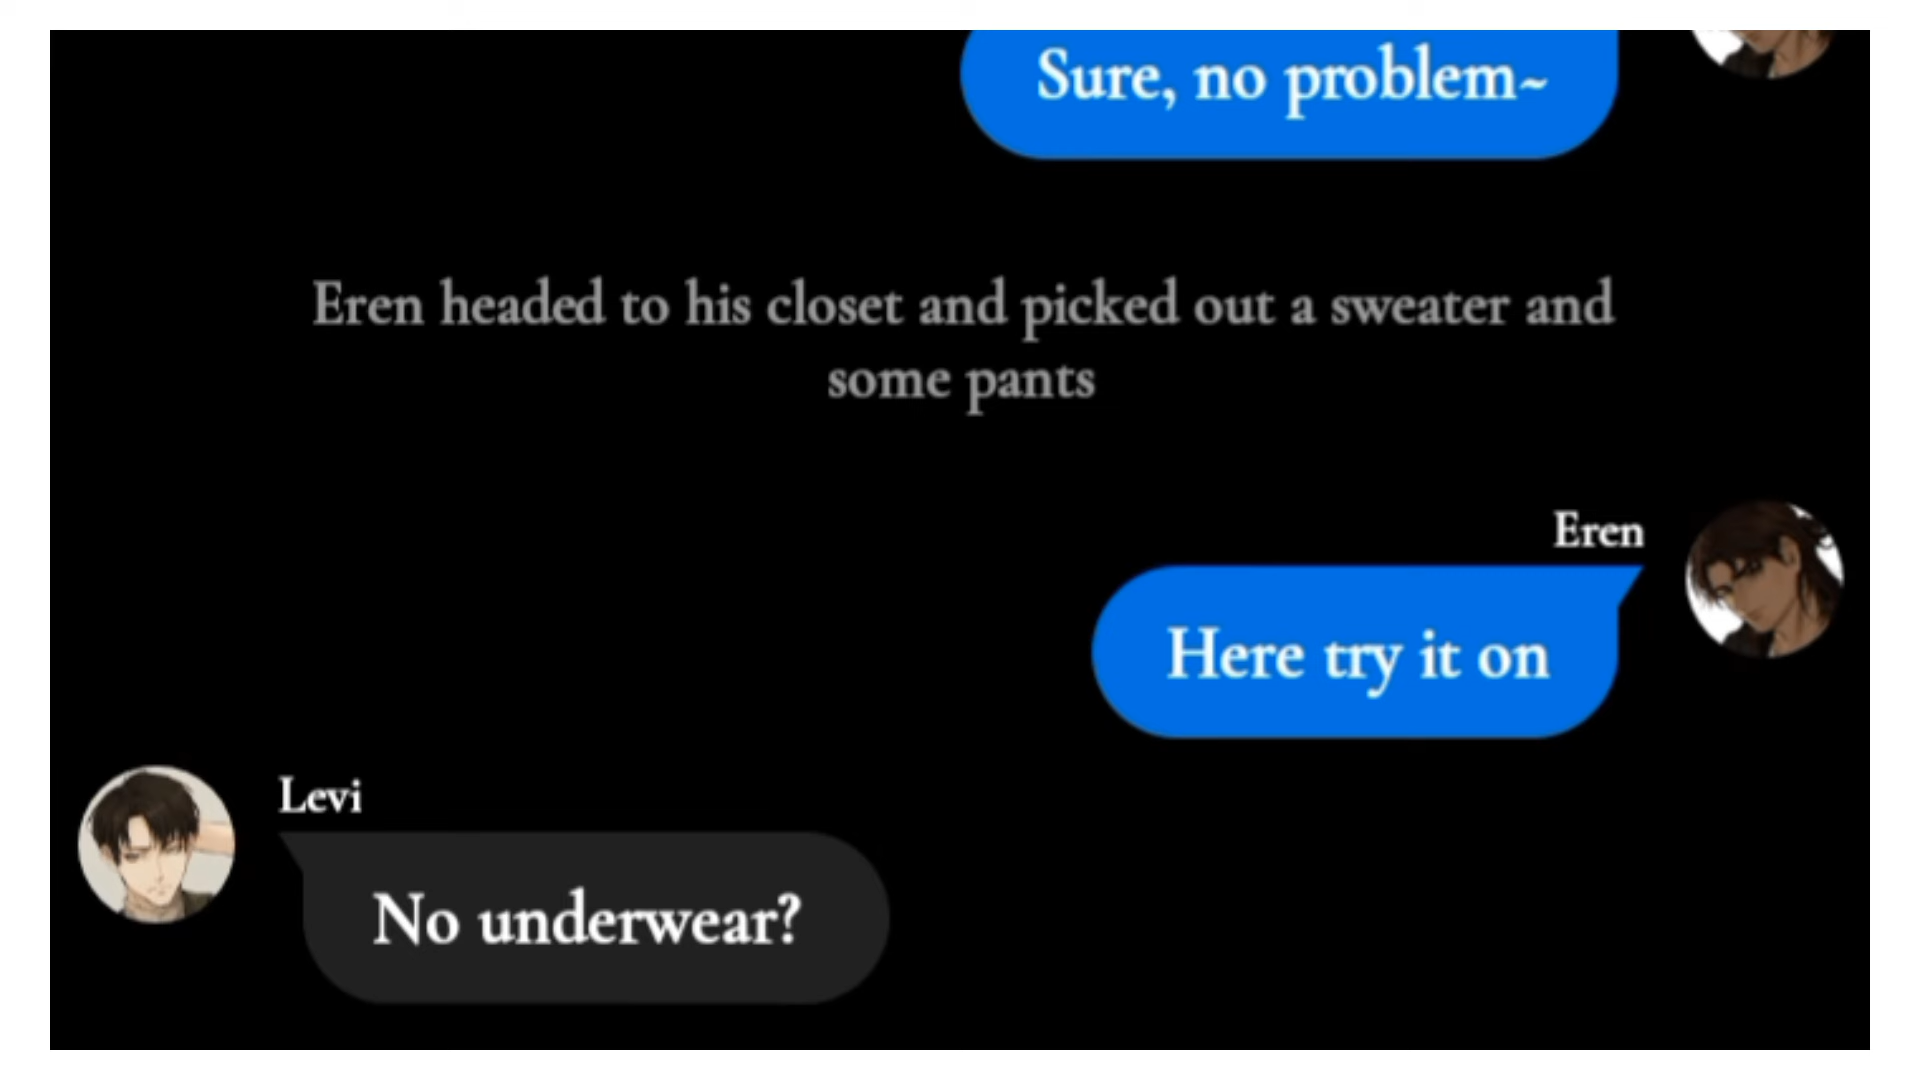 Sure, no problem~
Eren headed to his closet and picked out a sweater and
some pants
Eren
Here try it on
Levi
No underwear?